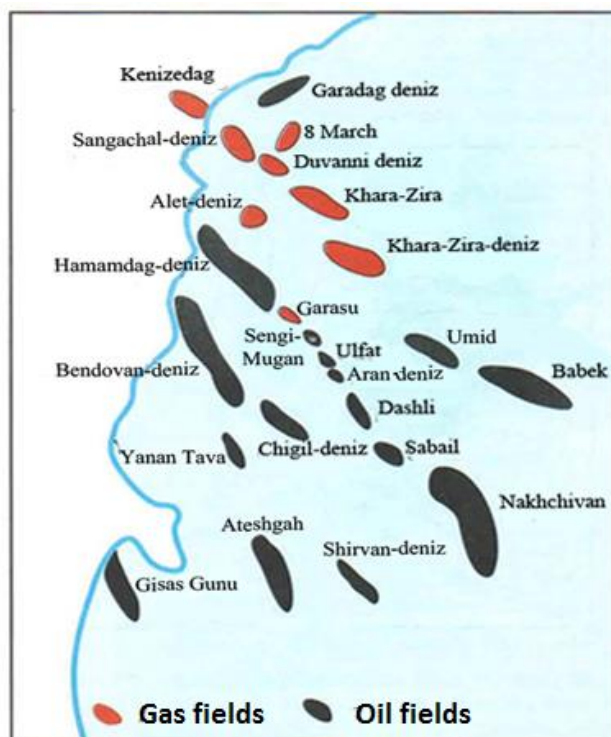 Kenizedag
Garadag deniz
8 March
Sangachal-deniz
Duvanni deniz
Alet-deniz
Khara-Zira
Khara-Zira-deniz
Hamamdag-deniz
Garasu
Sengi-
Mugan
Ulfat
Umid
Aran deniz
Babek
Bendovan-deniz
Dashli
Chigil-deniz
Sabail
Yanan Tava
Nakhchivan
Ateshgah
Shirvan-deniz
Gisas Gunu
Gas fields
Oil fields